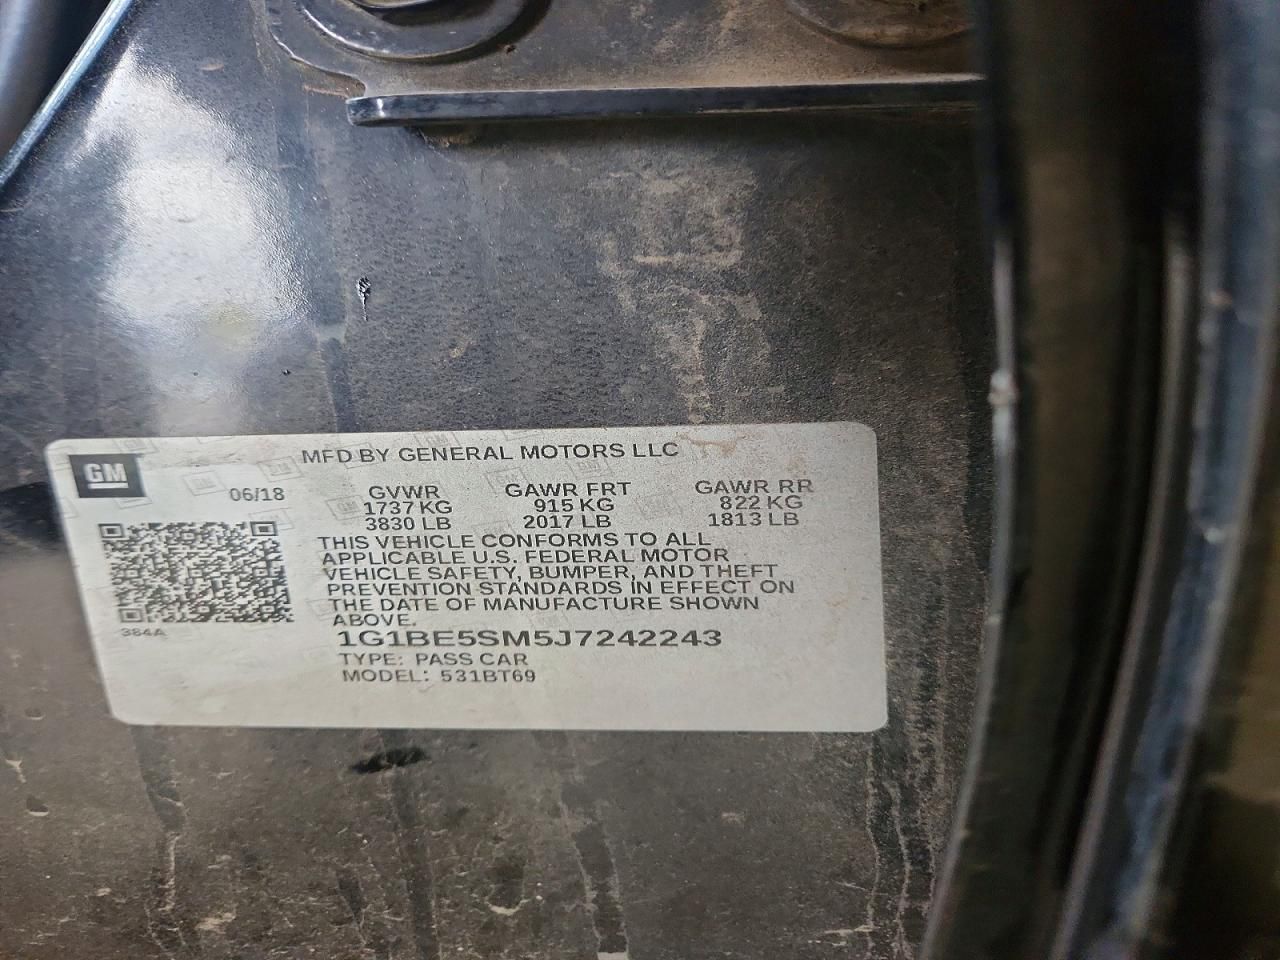 GM
MFD BY GENERAL MOTORS LLC
06/18
GVWR GAWR FRT GAWR RR
1737 KG 915 KG 822 KG
3830 LB 2017 LB 1813 LB
THIS VEHICLE CONFORMS TO ALL
APPLICABLE U.S. FEDERAL MOTOR
VEHICLE SAFETY, BUMPER, AND THEFT
PREVENTION STANDARDS IN EFFECT ON
THE DATE OF MANUFACTURE SHOWN
ABOVE.
384A
1G1BE5SM5J7242243
TYPE: PASS CAR
MODEL: 531BT69